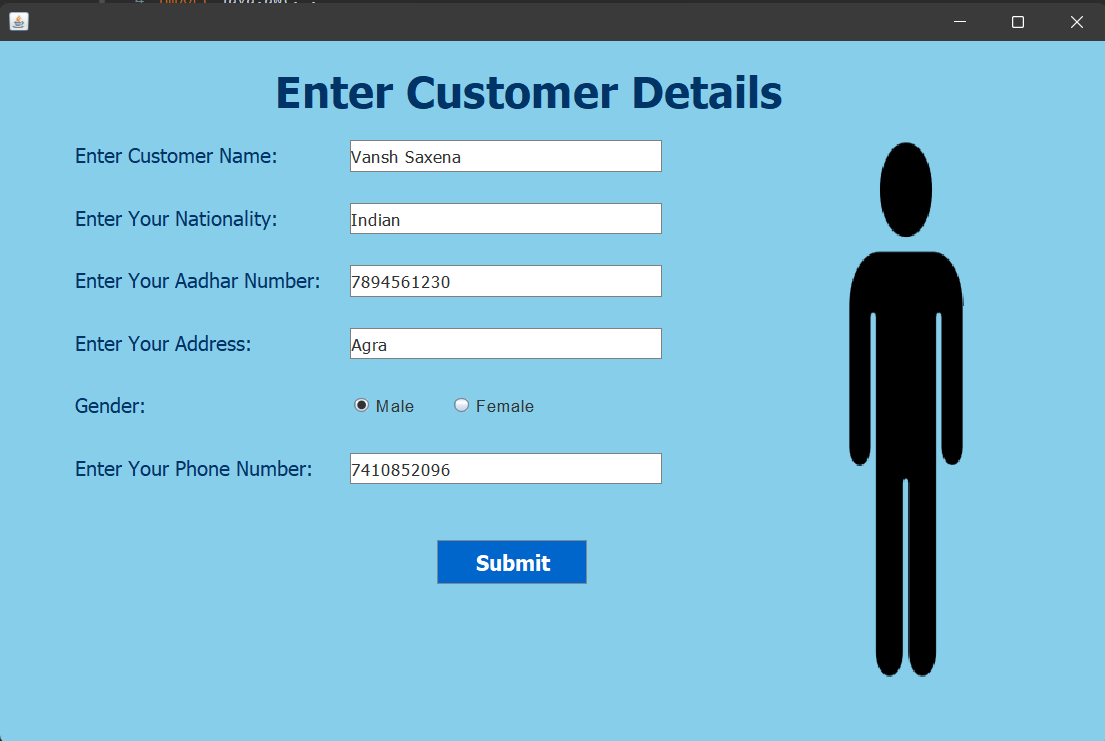 Enter Customer Details
Enter Customer Name: Vansh Saxena
Enter Your Nationality: Indian
Enter Your Aadhar Number: 7894561230
Enter Your Address: Agra
Gender: Male Female
Enter Your Phone Number: 7410852096
Submit